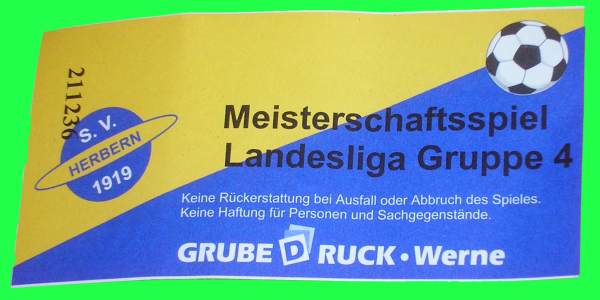 211236
S. V.
HERBERN
1919
Meisterschaftsspiel
Landesliga Gruppe 4
Keine Rückerstattung bei Ausfall oder Abbruch des Spieles.
Keine Haftung für Personen und Sachgegenstände.
GRUBE D RUCK • Werne